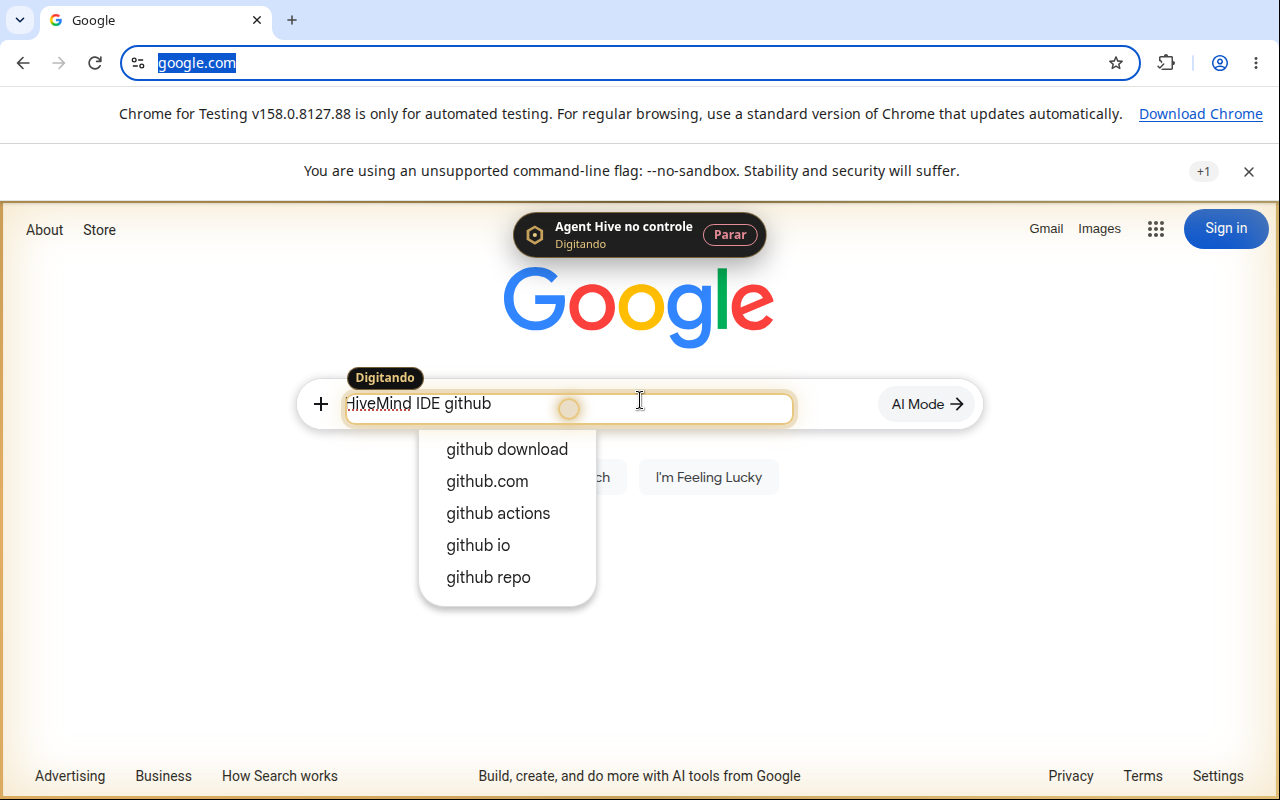 Google
google.com
Chrome for Testing v158.0.8127.88 is only for automated testing. For regular browsing, use a standard version of Chrome that updates automatically. Download Chrome
You are using an unsupported command-line flag: --no-sandbox. Stability and security will suffer. +1
About Store
Agent Hive no controle
Digitando
Parar
Gmail Images
Sign in
Google
Digitando
HiveMind IDE github
AI Mode
github download
github.com
github actions
github io
github repo
ch
I'm Feeling Lucky
Advertising Business How Search works Build, create, and do more with AI tools from Google Privacy Terms Settings